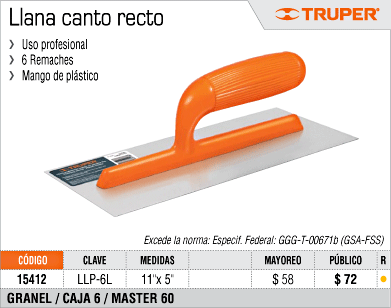 Llana canto recto
TRUPER®
Uso profesional
6 Remaches
Mango de plástico
TRUPER
Excede la norma: Especif. Federal: GGG-T-00671b (GSA-FSS)
CÓDIGO CLAVE MEDIDAS MAYOREO PÚBLICO R
15412 LLP-6L 11"x 5" $ 58 $ 72
GRANEL / CAJA 6 / MASTER 60